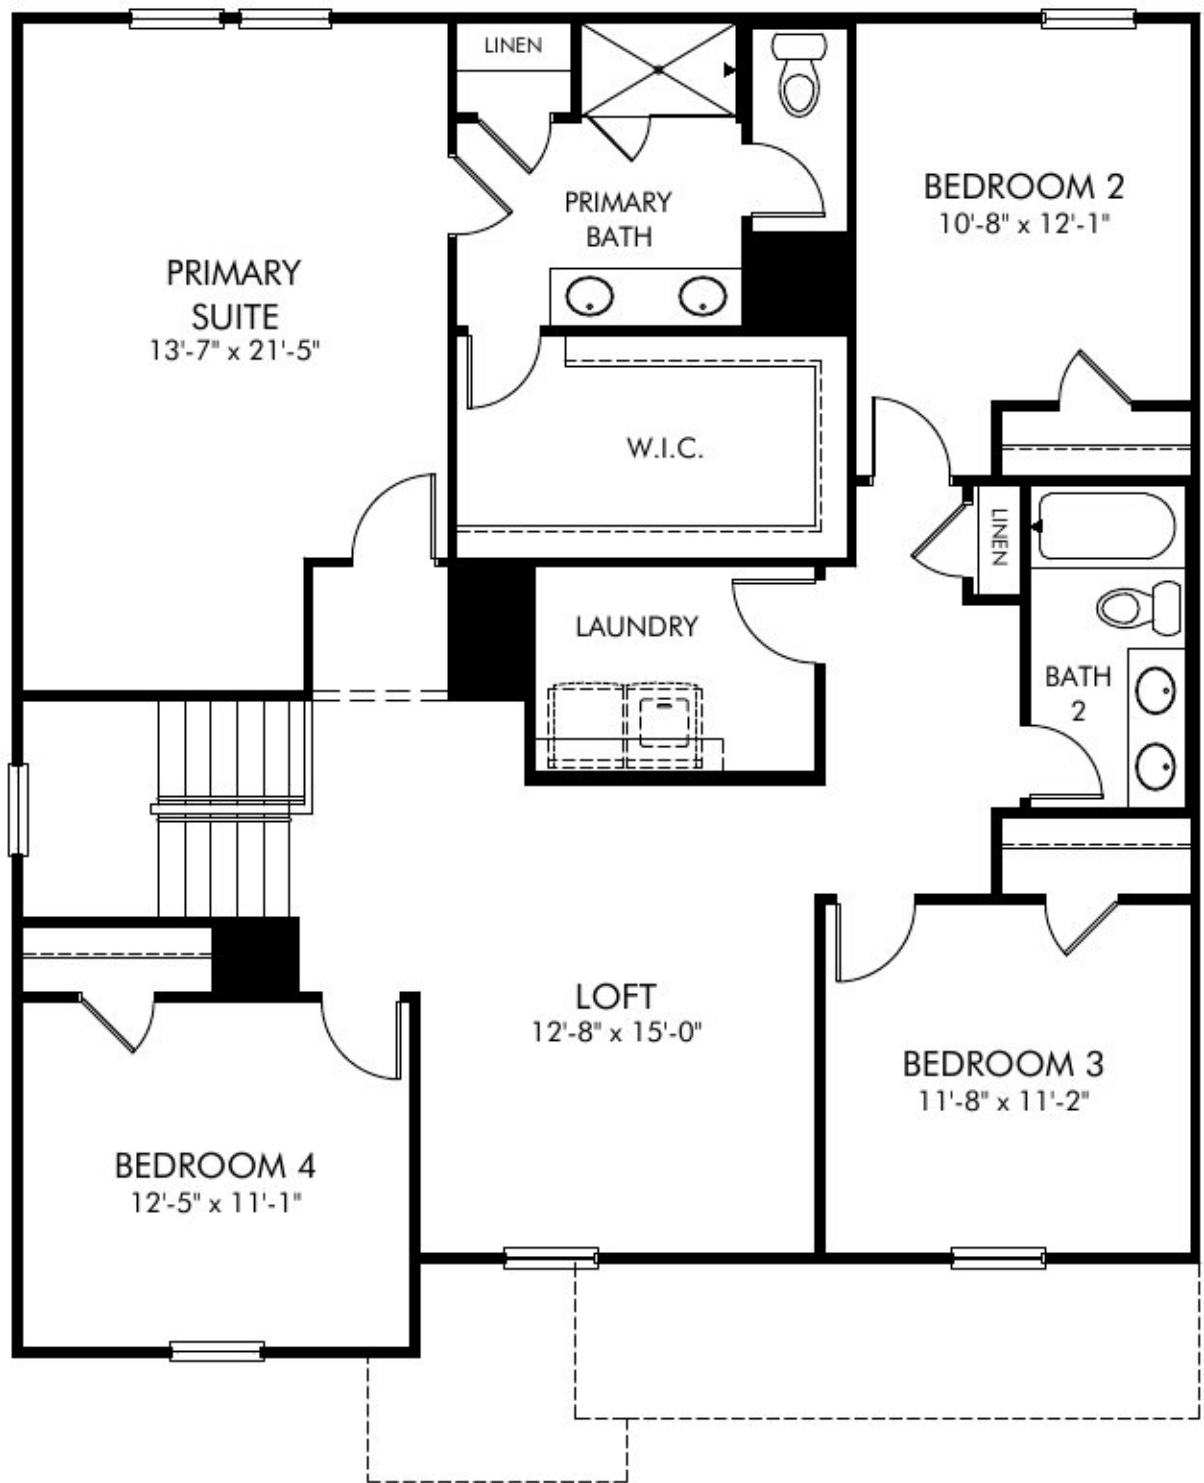 LINEN
PRIMARY
BATH
BEDROOM 2
10'-8" x 12'-1"
PRIMARY
SUITE
13'-7" x 21'-5"
W.I.C.
LINEN
LAUNDRY
BATH
2
LOFT
12'-8" x 15'-0"
BEDROOM 3
11'-8" x 11'-2"
BEDROOM 4
12'-5" x 11'-1"